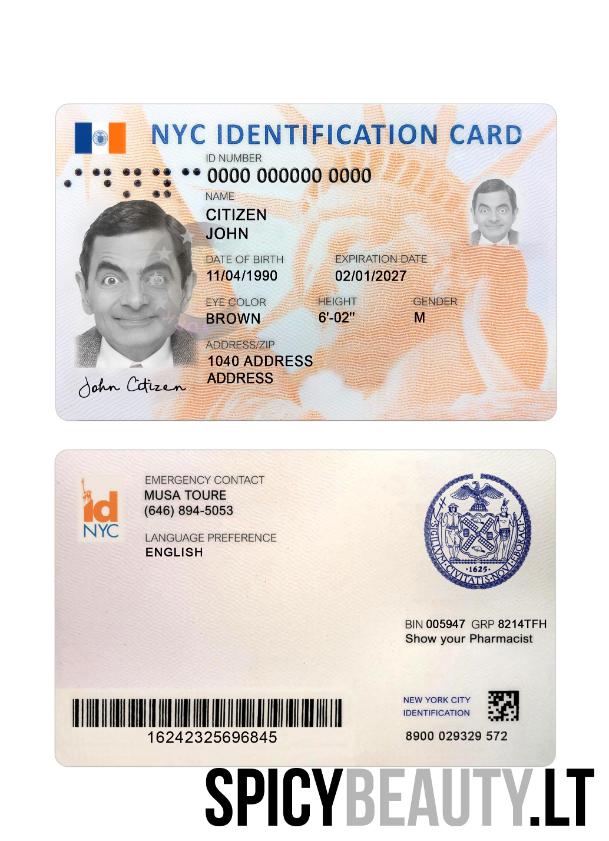 NYC IDENTIFICATION CARD
ID NUMBER
0000 000000 0000
NAME
CITIZEN
JOHN
DATE OF BIRTH EXPIRATION DATE
11/04/1990 02/01/2027
EYE COLOR HEIGHT GENDER
BROWN 6'-02" M
ADDRESS/ZIP
1040 ADDRESS
ADDRESS
John Citizen
id
NYC
EMERGENCY CONTACT
MUSA TOURE
(646) 894-5053
LANGUAGE PREFERENCE
ENGLISH
SIGILLUM CIVITATIS NOVI EBORACI
·1625·
BIN 005947 GRP 8214TFH
Show your Pharmacist
16242325696845
NEW YORK CITY
IDENTIFICATION
8900 029329 572
SPICYBEAUTY.LT